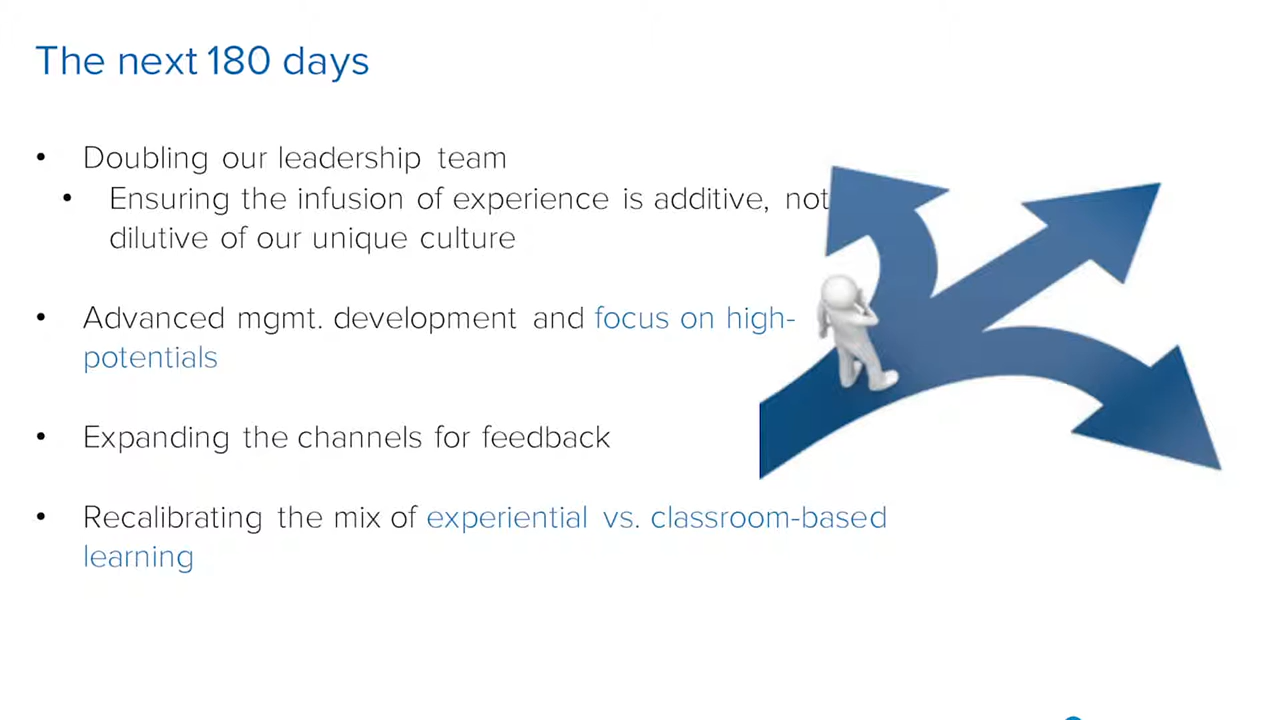 The next 180 days
• Doubling our leadership team
• Ensuring the infusion of experience is additive, not
dilutive of our unique culture
• Advanced mgmt. development and focus on high-
potentials
• Expanding the channels for feedback
• Recalibrating the mix of experiential vs. classroom-based
learning